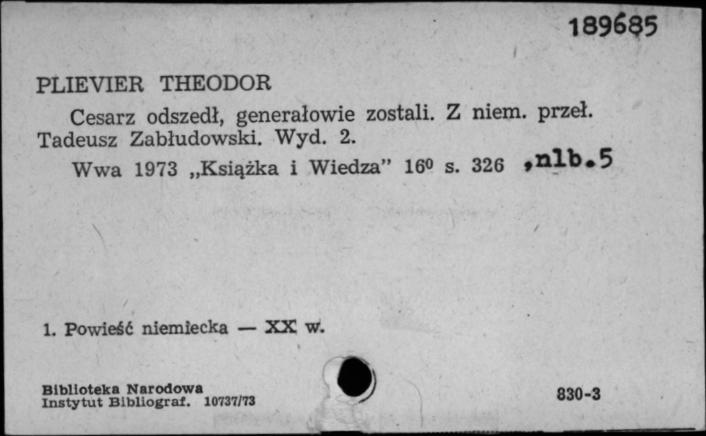 189685
PLIEVIER THEODOR
Cesarz odszedł, generałowie zostali. Z niem. przeł.
Tadeusz Zabłudowski. Wyd. 2.
Wwa 1973 „Książka i Wiedza” 16⁰ s. 326 ,nlb.5
1. Powieść niemiecka — XX w.
Biblioteka Narodowa
Instytut Bibliograf. 10737/73
830-3